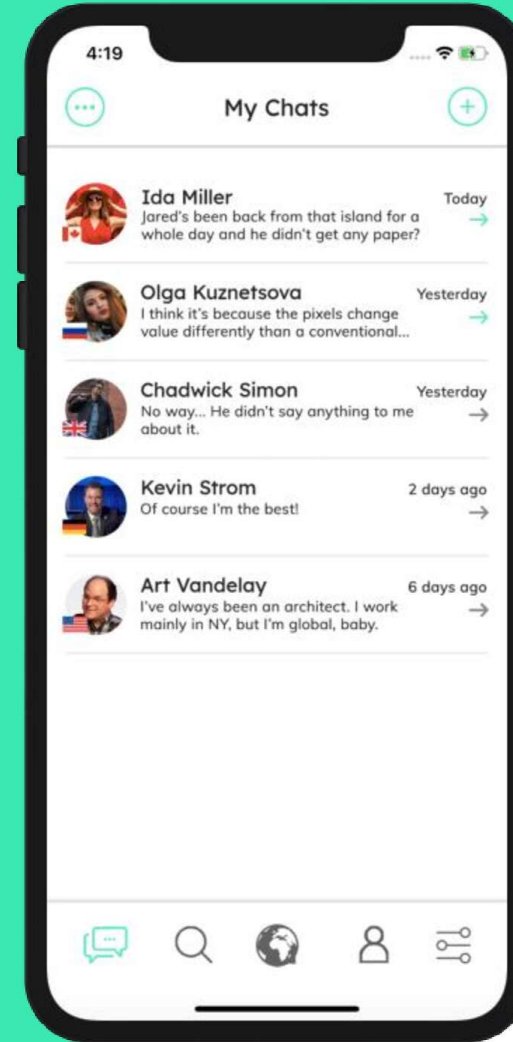 4:19
My Chats
Ida Miller
Today
Jared's been back from that island for a
whole day and he didn't get any paper?
Olga Kuznetsova
Yesterday
I think it's because the pixels change
value differently than a conventional...
Chadwick Simon
Yesterday
No way... He didn't say anything to me
about it.
Kevin Strom
2 days ago
Of course I'm the best!
Art Vandelay
6 days ago
I've always been an architect. I work
mainly in NY, but I'm global, baby.